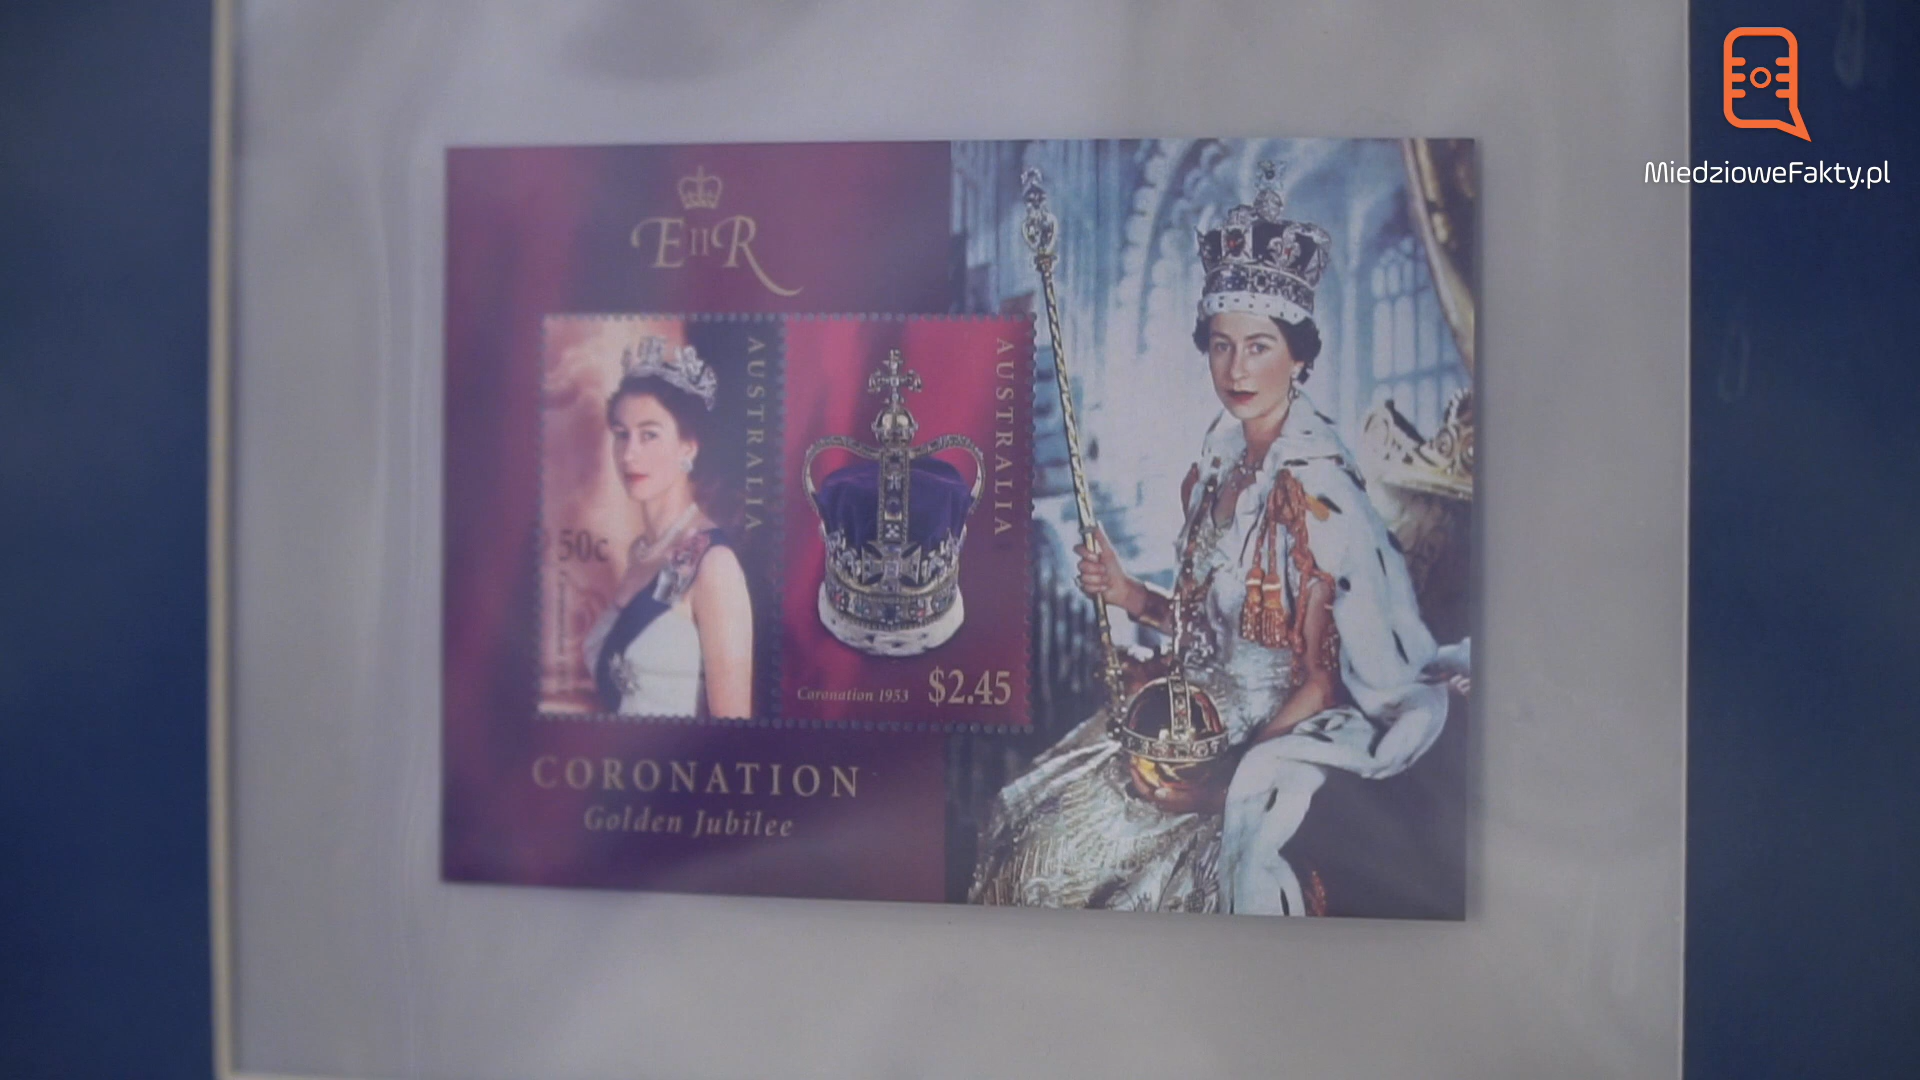 MiedzioweFakty.pl
EIIR
AUSTRALIA
50c
AUSTRALIA
Coronation 1953
$2.45
CORONATION
Golden Jubilee